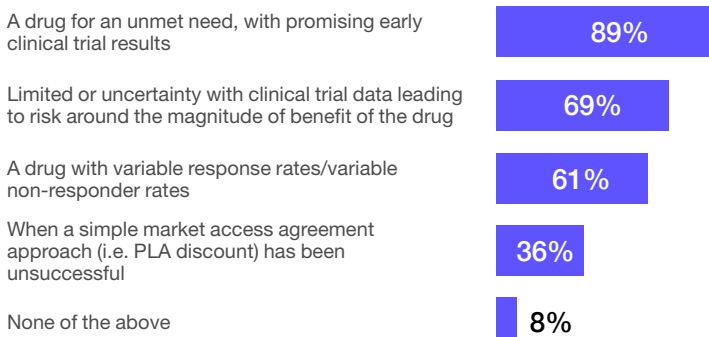 A drug for an unmet need, with promising early
clinical trial results
89%
Limited or uncertainty with clinical trial data leading
to risk around the magnitude of benefit of the drug
69%
A drug with variable response rates/variable
non-responder rates
61%
When a simple market access agreement
approach (i.e. PLA discount) has been
unsuccessful
36%
None of the above
8%